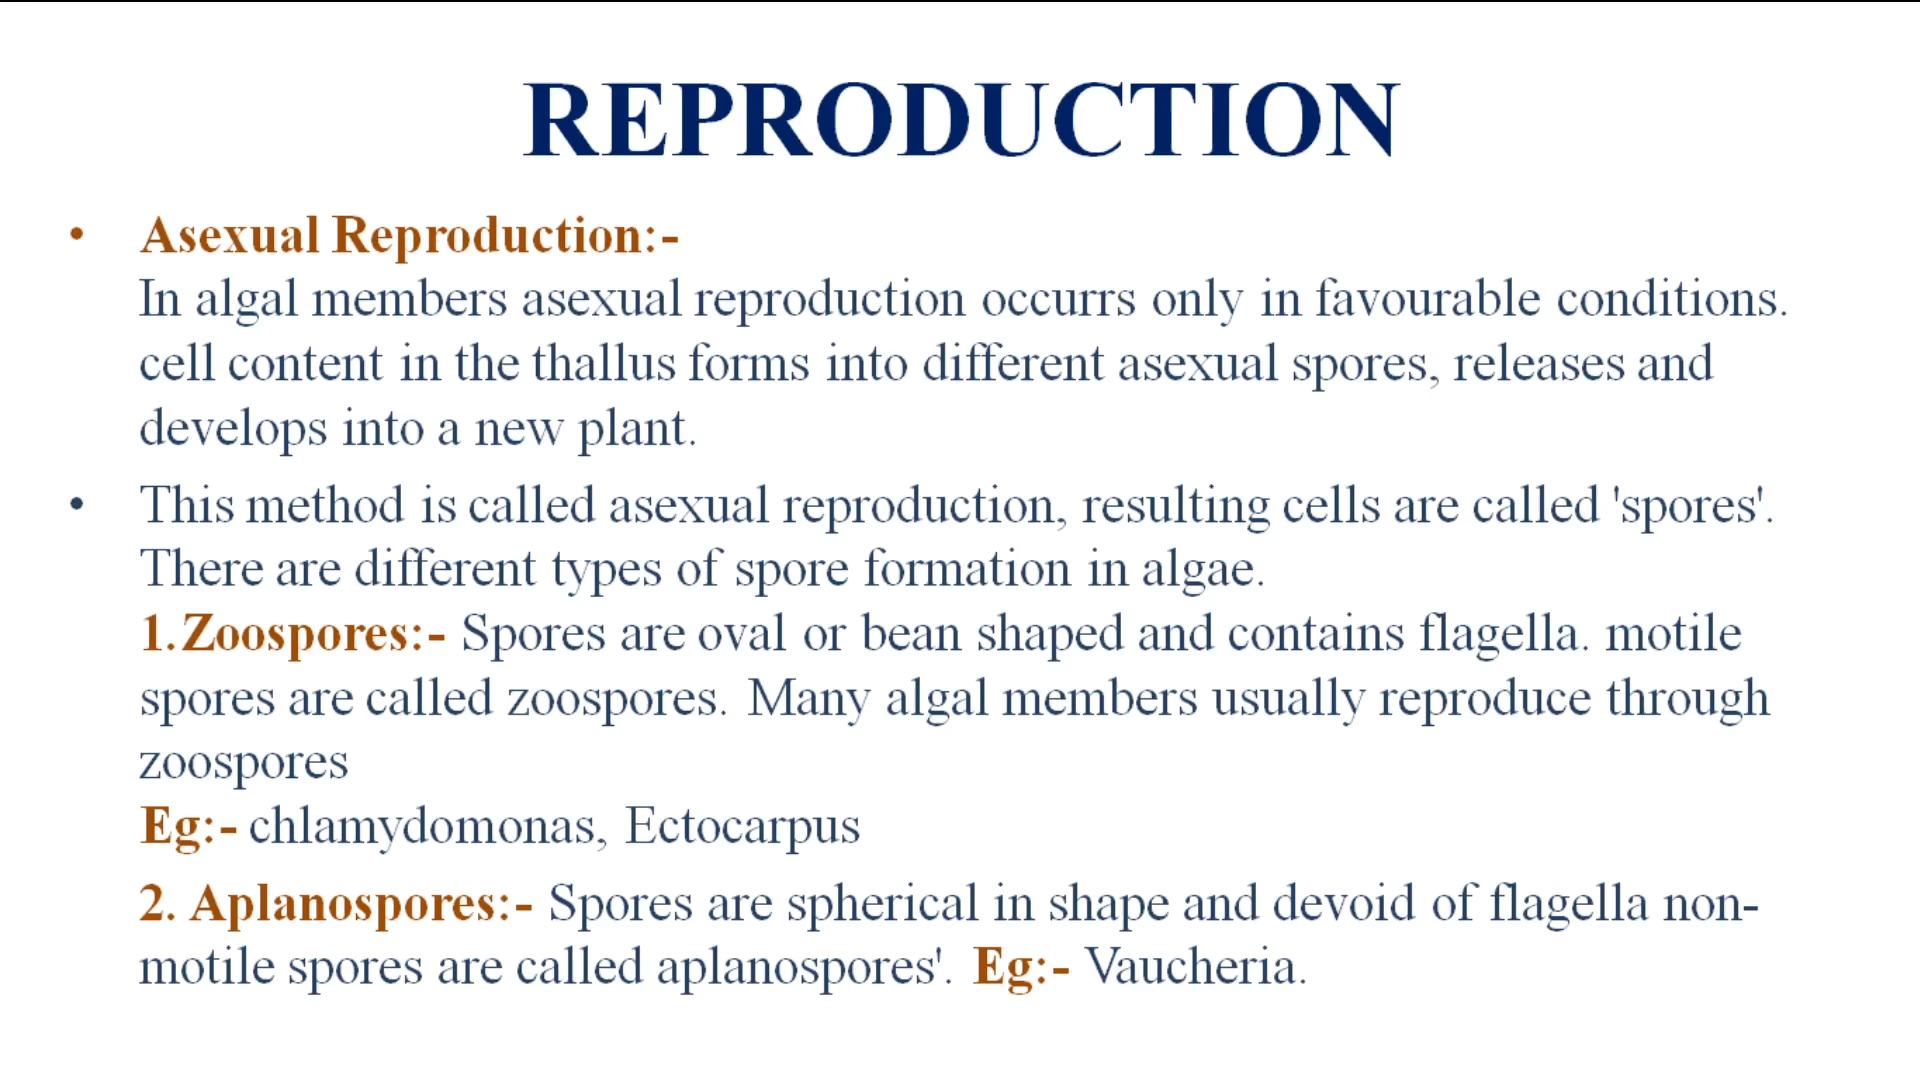 REPRODUCTION
• Asexual Reproduction:-
In algal members asexual reproduction occurrs only in favourable conditions.
cell content in the thallus forms into different asexual spores, releases and
develops into a new plant.
• This method is called asexual reproduction, resulting cells are called 'spores'.
There are different types of spore formation in algae.
1.Zoospores:- Spores are oval or bean shaped and contains flagella. motile
spores are called zoospores. Many algal members usually reproduce through
zoospores
Eg:- chlamydomonas, Ectocarpus
2. Aplanospores:- Spores are spherical in shape and devoid of flagella non-
motile spores are called aplanospores'. Eg:- Vaucheria.